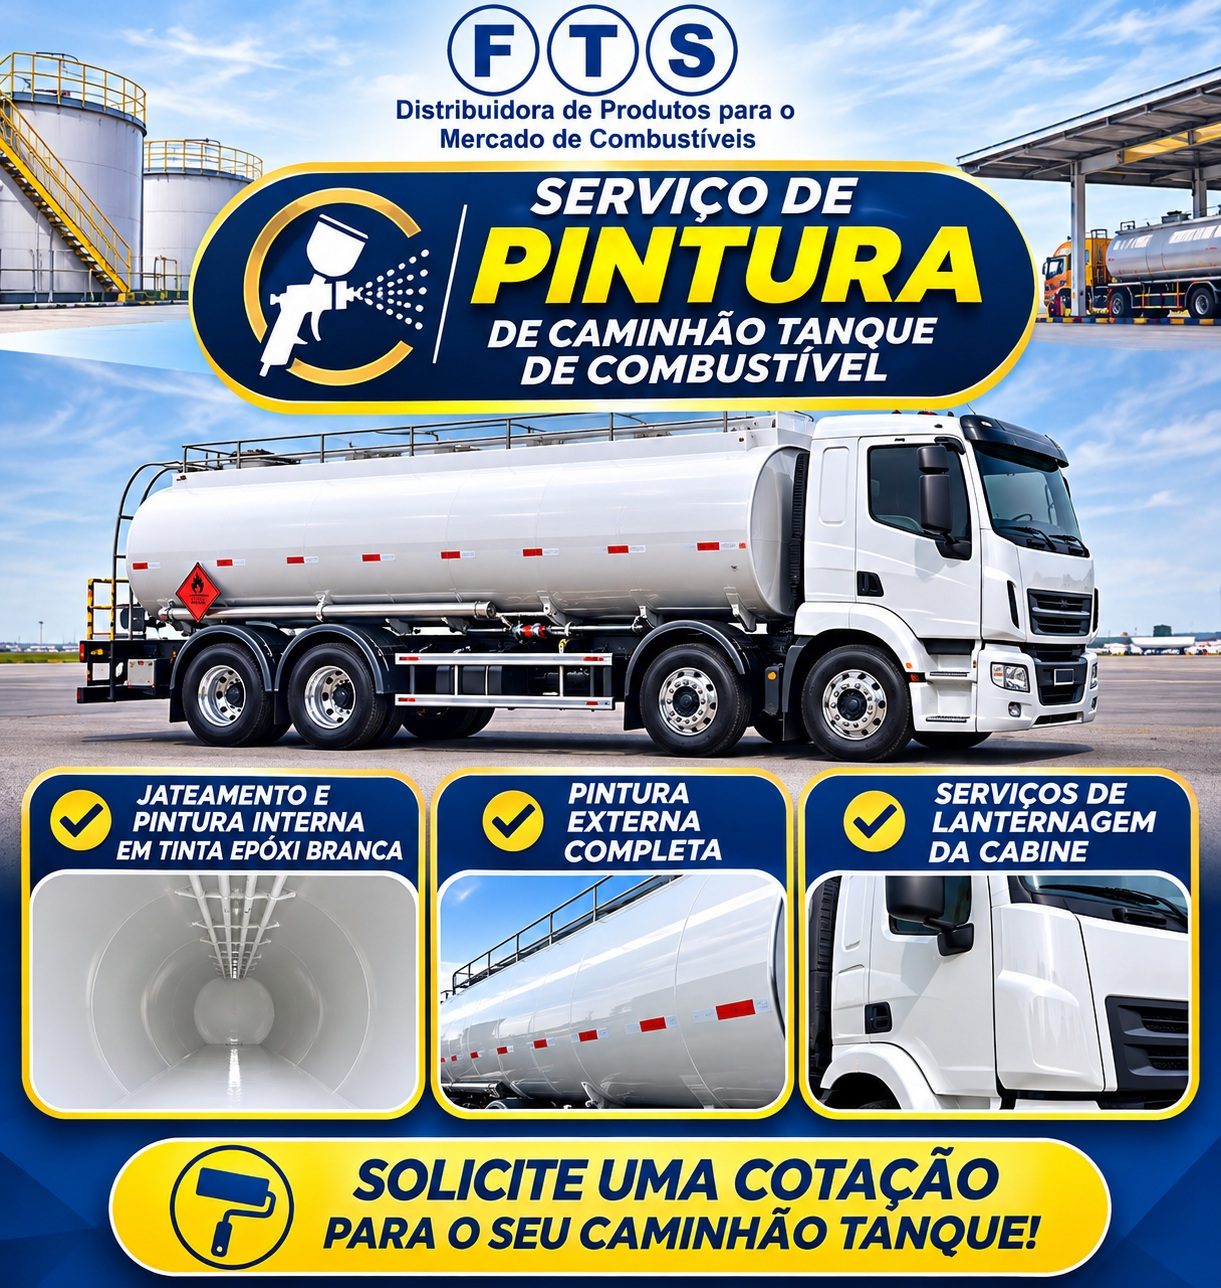 F T S
Distribuidora de Produtos para o
Mercado de Combustíveis
SERVIÇO DE
PINTURA
DE CAMINHÃO TANQUE
DE COMBUSTÍVEL
JATEAMENTO E
PINTURA INTERNA
EM TINTA EPÓXI BRANCA
PINTURA
EXTERNA
COMPLETA
SERVIÇOS DE
LANTERNAGEM
DA CABINE
SOLICITE UMA COTAÇÃO
PARA O SEU CAMINHÃO TANQUE!